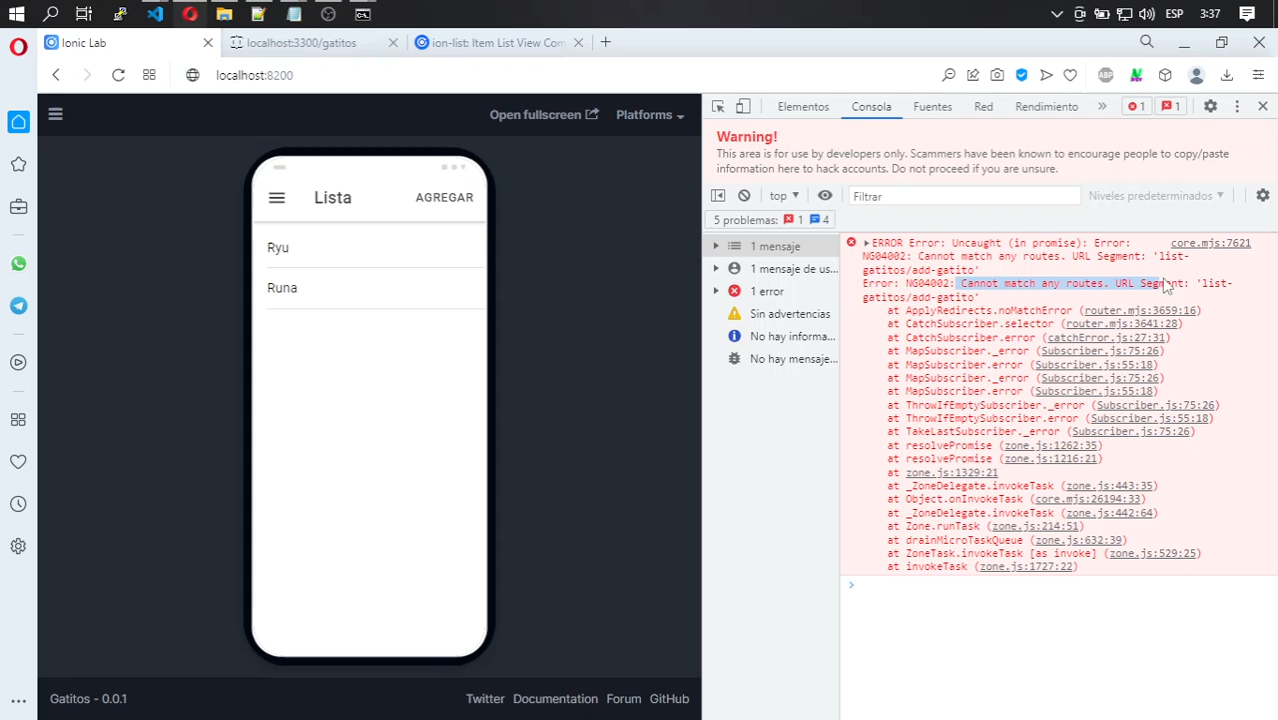 ESP
3:37
Ionic Lab
localhost:3300/gatitos
ion-list: Item List View Com
localhost:8200
ABP
Open fullscreen
Platforms
Lista
AGREGAR
Ryu
Runa
Gatitos - 0.0.1
Twitter
Documentation
Forum
GitHub
Elementos
Consola
Fuentes
Red
Rendimiento
1
1
Warning!
This area is for use by developers only. Scammers have been known to encourage people to copy/paste
information here to hack accounts. Do not proceed if you are unsure.
top
Filtrar
Niveles predeterminados
5 problemas: 1 4
1 mensaje
1 mensaje de us...
1 error
Sin advertencias
No hay informa...
No hay mensaje...
ERROR Error: Uncaught (in promise): Error: core.mjs:7621
NG04002: Cannot match any routes. URL Segment: 'list-
gatitos/add-gatito'
Error: NG04002: Cannot match any routes. URL Segment: 'list-
gatitos/add-gatito'
at ApplyRedirects.noMatchError (router.mjs:3659:16)
at CatchSubscriber.selector (router.mjs:3641:28)
at CatchSubscriber.error (catchError.js:27:31)
at MapSubscriber._error (Subscriber.js:75:26)
at MapSubscriber.error (Subscriber.js:55:18)
at MapSubscriber._error (Subscriber.js:75:26)
at MapSubscriber.error (Subscriber.js:55:18)
at ThrowIfEmptySubscriber._error (Subscriber.js:75:26)
at ThrowIfEmptySubscriber.error (Subscriber.js:55:18)
at TakeLastSubscriber._error (Subscriber.js:75:26)
at resolvePromise (zone.js:1262:35)
at resolvePromise (zone.js:1216:21)
at zone.js:1329:21
at _ZoneDelegate.invokeTask (zone.js:443:35)
at Object.onInvokeTask (core.mjs:26194:33)
at _ZoneDelegate.invokeTask (zone.js:442:64)
at Zone.runTask (zone.js:214:51)
at drainMicroTaskQueue (zone.js:632:39)
at ZoneTask.invokeTask [as invoke] (zone.js:529:25)
at invokeTask (zone.js:1727:22)